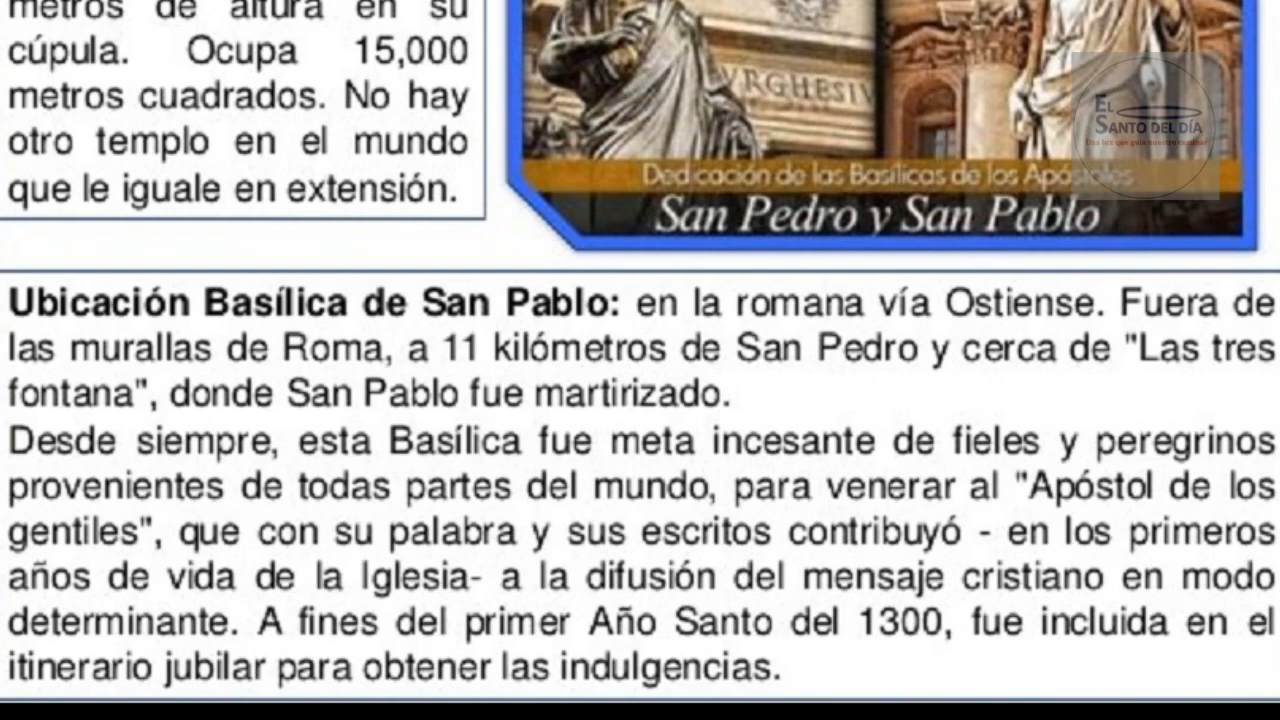 metros de altura en su
cúpula. Ocupa 15,000
metros cuadrados. No hay
otro templo en el mundo
que le iguale en extensión.
VRGHESIV
EL
SANTO DEL DÍA
Una luz que guía nuestro caminar
Dedicación de las Basílicas de los Apóstoles
San Pedro y San Pablo
Ubicación Basílica de San Pablo: en la romana vía Ostiense. Fuera de
las murallas de Roma, a 11 kilómetros de San Pedro y cerca de "Las tres
fontana", donde San Pablo fue martirizado.
Desde siempre, esta Basílica fue meta incesante de fieles y peregrinos
provenientes de todas partes del mundo, para venerar al "Apóstol de los
gentiles", que con su palabra y sus escritos contribuyó - en los primeros
años de vida de la Iglesia- a la difusión del mensaje cristiano en modo
determinante. A fines del primer Año Santo del 1300, fue incluida en el
itinerario jubilar para obtener las indulgencias.